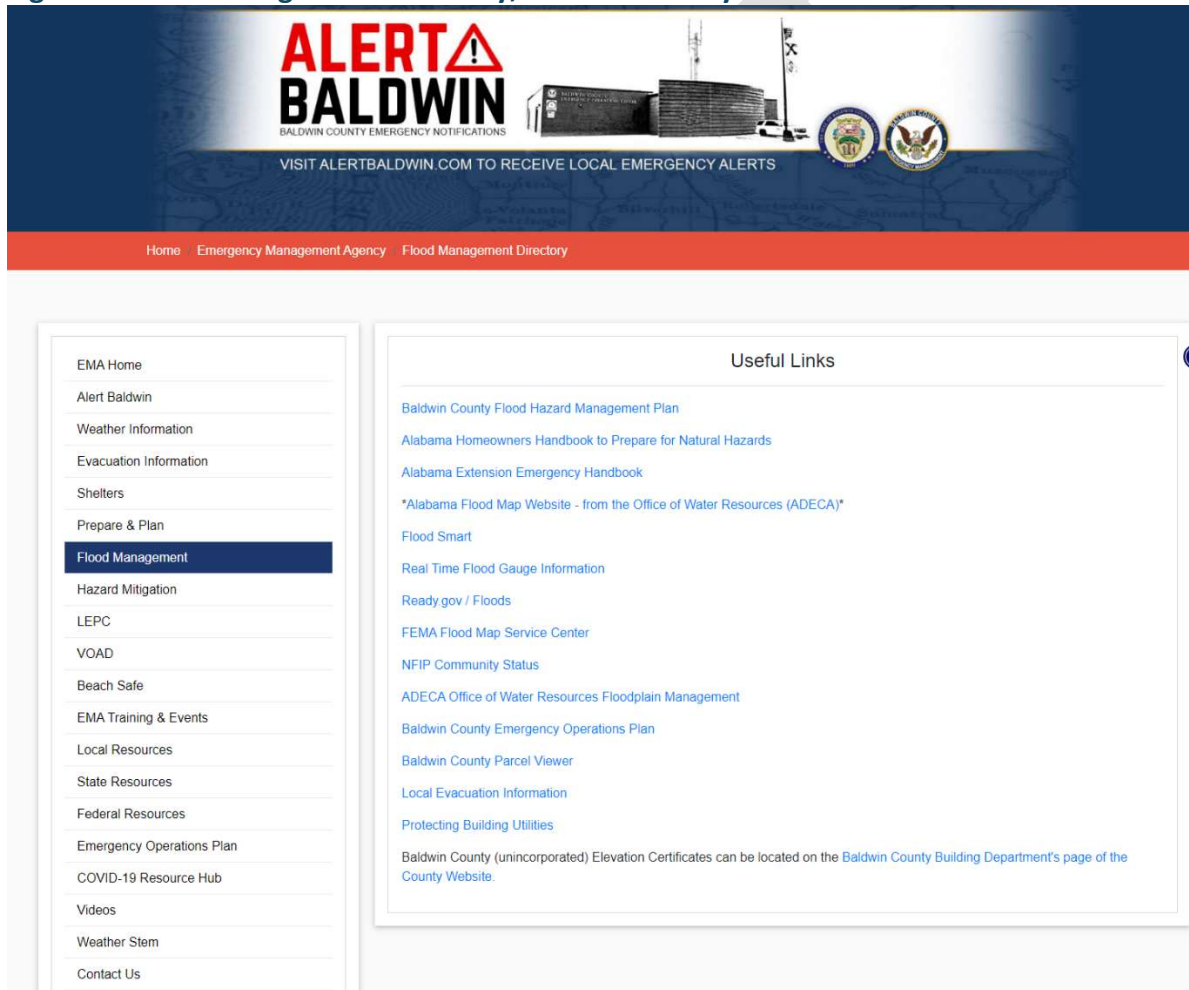 ALERT
BALDWIN
BALDWIN COUNTY EMERGENCY NOTIFICATIONS
VISIT ALERTBALDWIN.COM TO RECEIVE LOCAL EMERGENCY ALERTS
Home / Emergency Management Agency / Flood Management Directory
EMA Home
Alert Baldwin
Weather Information
Evacuation Information
Shelters
Prepare & Plan
Flood Management
Hazard Mitigation
LEPC
VOAD
Beach Safe
EMA Training & Events
Local Resources
State Resources
Federal Resources
Emergency Operations Plan
COVID-19 Resource Hub
Videos
Weather Stem
Contact Us
Useful Links
Baldwin County Flood Hazard Management Plan
Alabama Homeowners Handbook to Prepare for Natural Hazards
Alabama Extension Emergency Handbook
*Alabama Flood Map Website - from the Office of Water Resources (ADECA)*
Flood Smart
Real Time Flood Gauge Information
Ready.gov / Floods
FEMA Flood Map Service Center
NFIP Community Status
ADECA Office of Water Resources Floodplain Management
Baldwin County Emergency Operations Plan
Baldwin County Parcel Viewer
Local Evacuation Information
Protecting Building Utilities
Baldwin County (unincorporated) Elevation Certificates can be located on the Baldwin County Building Department's page of the
County Website.